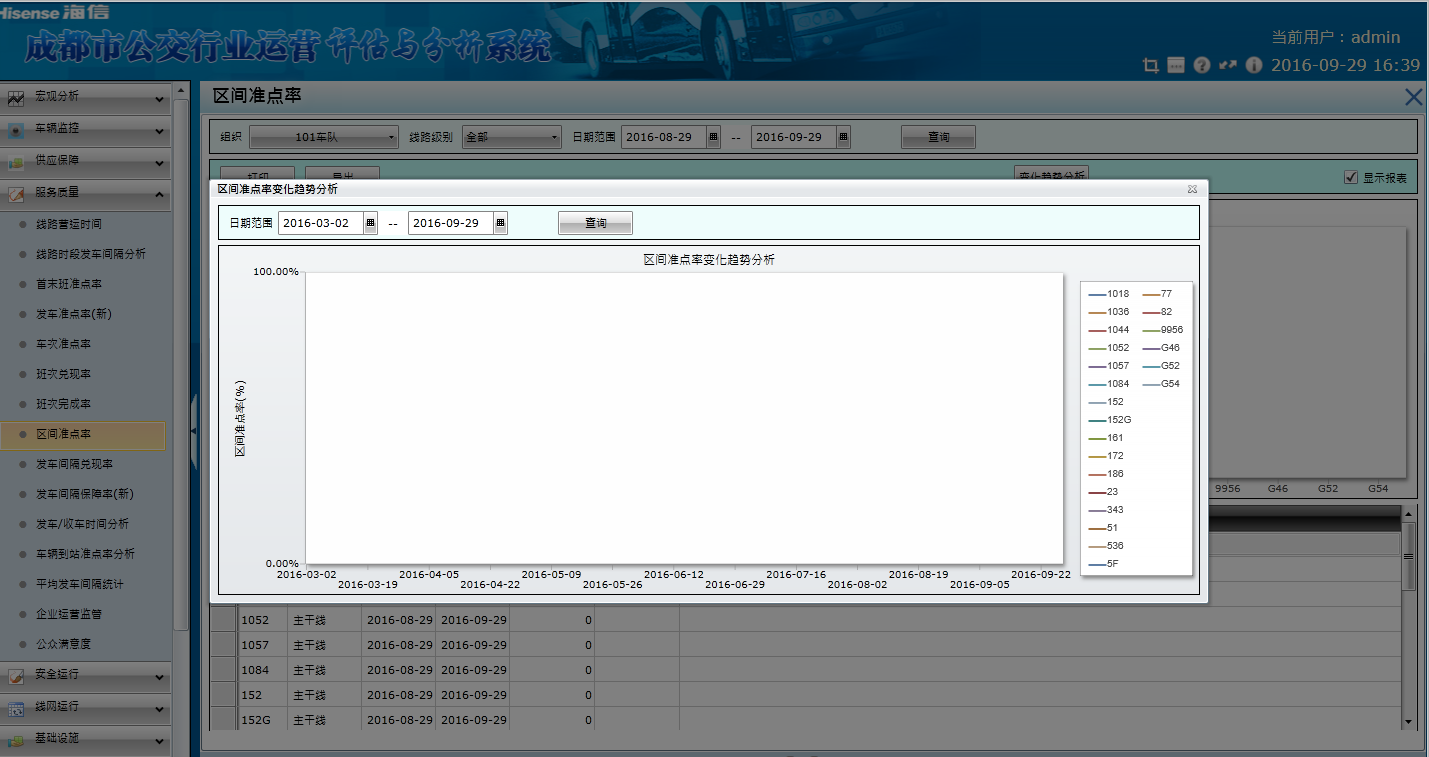 Hisense 海信
成都市公交行业运营评估与分析系统
当前用户：admin
2016-09-29 16:39
宏观分析
车辆监控
供应保障
服务质量
线路营运时间
线路时段发车间隔分析
首末班准点率
发车准点率(新)
车次准点率
班次兑现率
班次完成率
区间准点率
发车间隔兑现率
发车间隔保障率(新)
发车/收车时间分析
车辆到站准点率分析
平均发车间隔统计
企业运营监管
公众满意度
安全运行
线网运行
基础设施
区间准点率
组织 101车队 线路级别 全部 日期范围 2016-08-29 -- 2016-09-29 查询
打印 导出 变化趋势分析 显示报表
区间准点率变化趋势分析
日期范围 2016-03-02 -- 2016-09-29 查询
区间准点率变化趋势分析
100.00%
区间准点率(%)
0.00%
2016-03-02 2016-03-19 2016-04-05 2016-04-22 2016-05-09 2016-05-26 2016-06-12 2016-06-29 2016-07-16 2016-08-02 2016-08-19 2016-09-05 2016-09-22
1018 77
1036 82
1044 9956
1052 G46
1057 G52
1084 G54
152
152G
161
172
186
23
343
51
536
5F
9956 G46 G52 G54
1052 主干线 2016-08-29 2016-09-29 0
1057 主干线 2016-08-29 2016-09-29 0
1084 主干线 2016-08-29 2016-09-29 0
152 主干线 2016-08-29 2016-09-29 0
152G 主干线 2016-08-29 2016-09-29 0